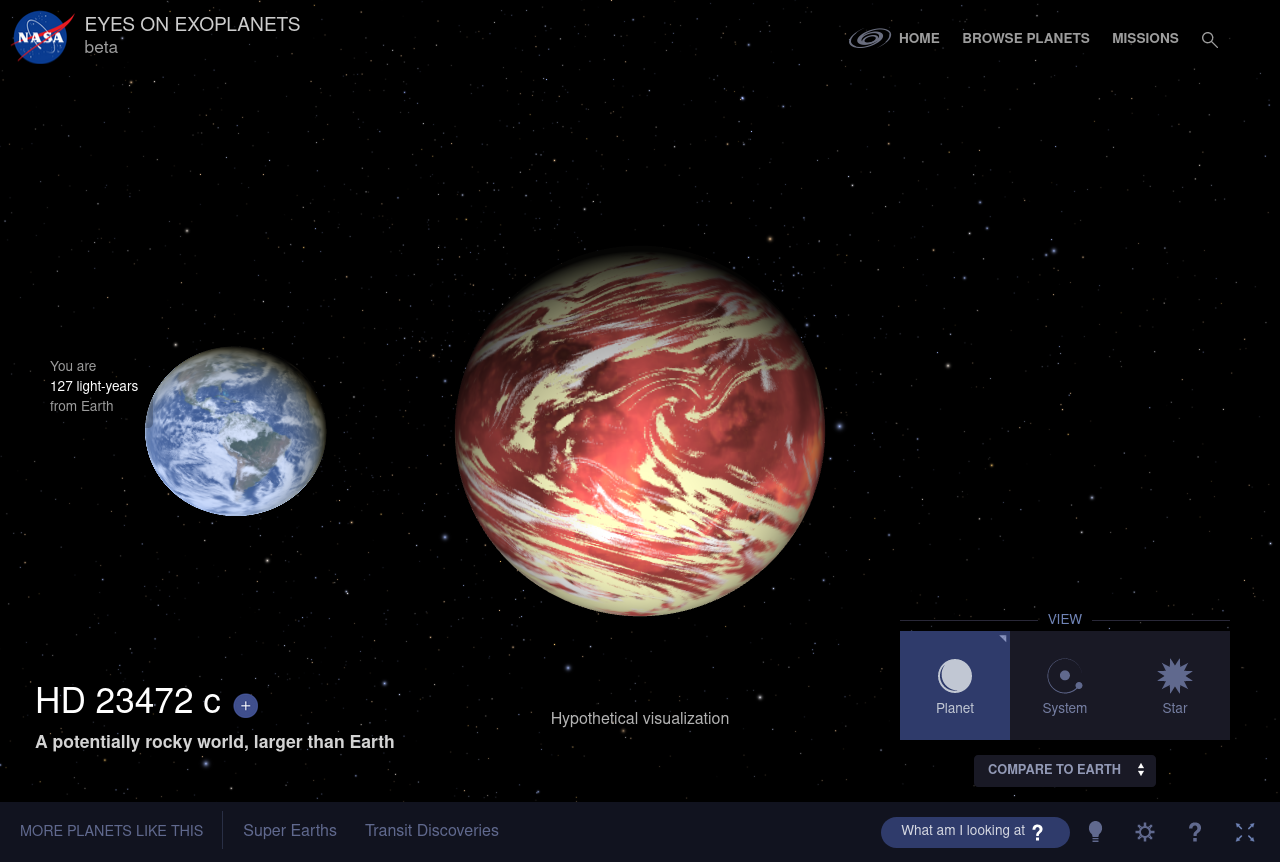 NASA
EYES ON EXOPLANETS
beta
HOME
BROWSE PLANETS
MISSIONS
You are
127 light-years
from Earth
HD 23472 c +
A potentially rocky world, larger than Earth
Hypothetical visualization
VIEW
Planet
System
Star
COMPARE TO EARTH
MORE PLANETS LIKE THIS
Super Earths
Transit Discoveries
What am I looking at ?
?